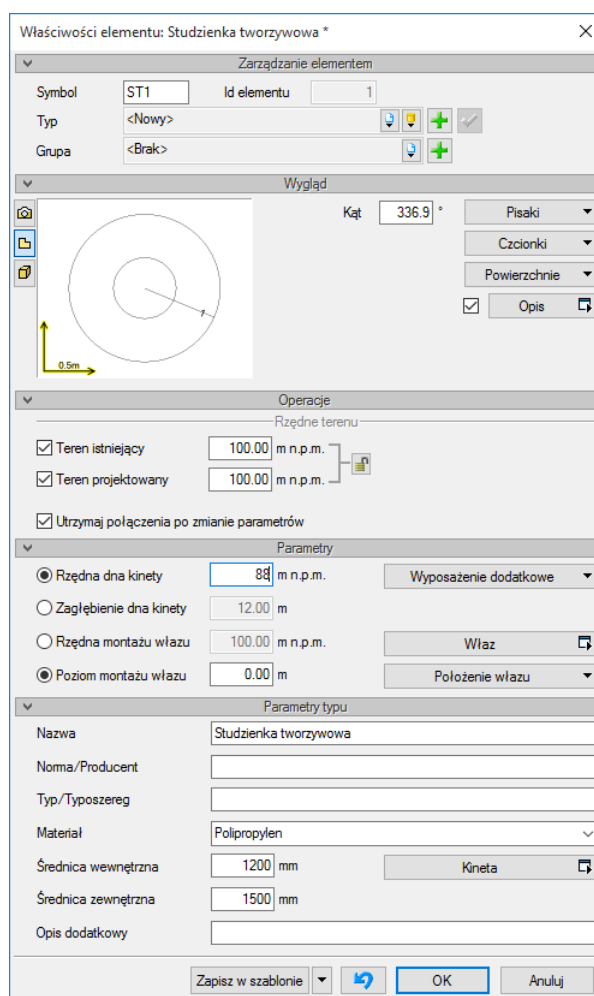 Właściwości elementu: Studzienka tworzywowa *
Zarządzanie elementem
Symbol ST1 Id elementu 1
Typ <Nowy>
Grupa <Brak>
Wygląd
Kąt 336.9 ° Pisaki
Czcionki
Powierzchnie
Opis
1
0.5m
Operacje
Rzędne terenu
Teren istniejący 100.00 m n.p.m.
Teren projektowany 100.00 m n.p.m.
Utrzymaj połączenia po zmianie parametrów
Parametry
Rzędna dna kinety 88 m n.p.m. Wyposażenie dodatkowe
Zagłębienie dna kinety 12.00 m
Rzędna montażu włazu 100.00 m n.p.m. Właz
Poziom montażu włazu 0.00 m Położenie włazu
Parametry typu
Nazwa Studzienka tworzywowa
Norma/Producent
Typ/Typoszereg
Materiał Polipropylen
Średnica wewnętrzna 1200 mm Kineta
Średnica zewnętrzna 1500 mm
Opis dodatkowy
Zapisz w szablonie OK Anuluj